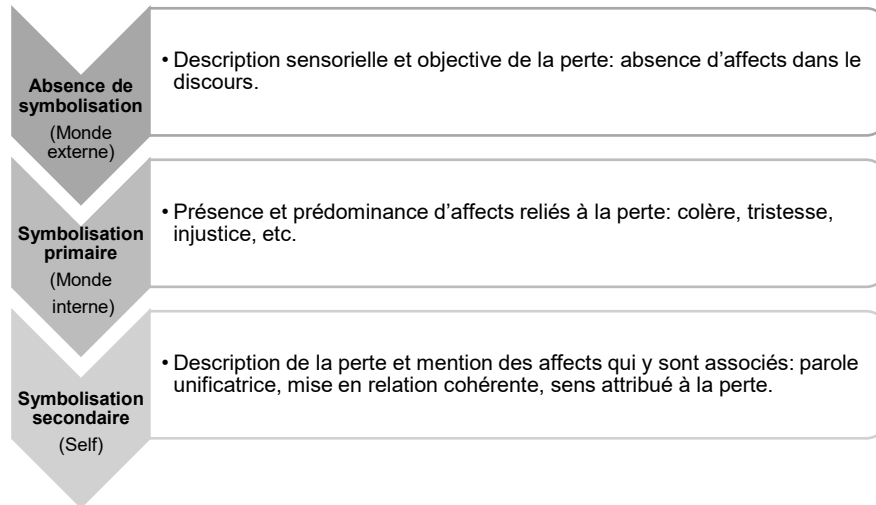 Absence de
symbolisation
(Monde
externe)
• Description sensorielle et objective de la perte: absence d’affects dans le
discours.
Symbolisation
primaire
(Monde
interne)
• Présence et prédominance d’affects reliés à la perte: colère, tristesse,
injustice, etc.
Symbolisation
secondaire
(Self)
• Description de la perte et mention des affects qui y sont associés: parole
unificatrice, mise en relation cohérente, sens attribué à la perte.